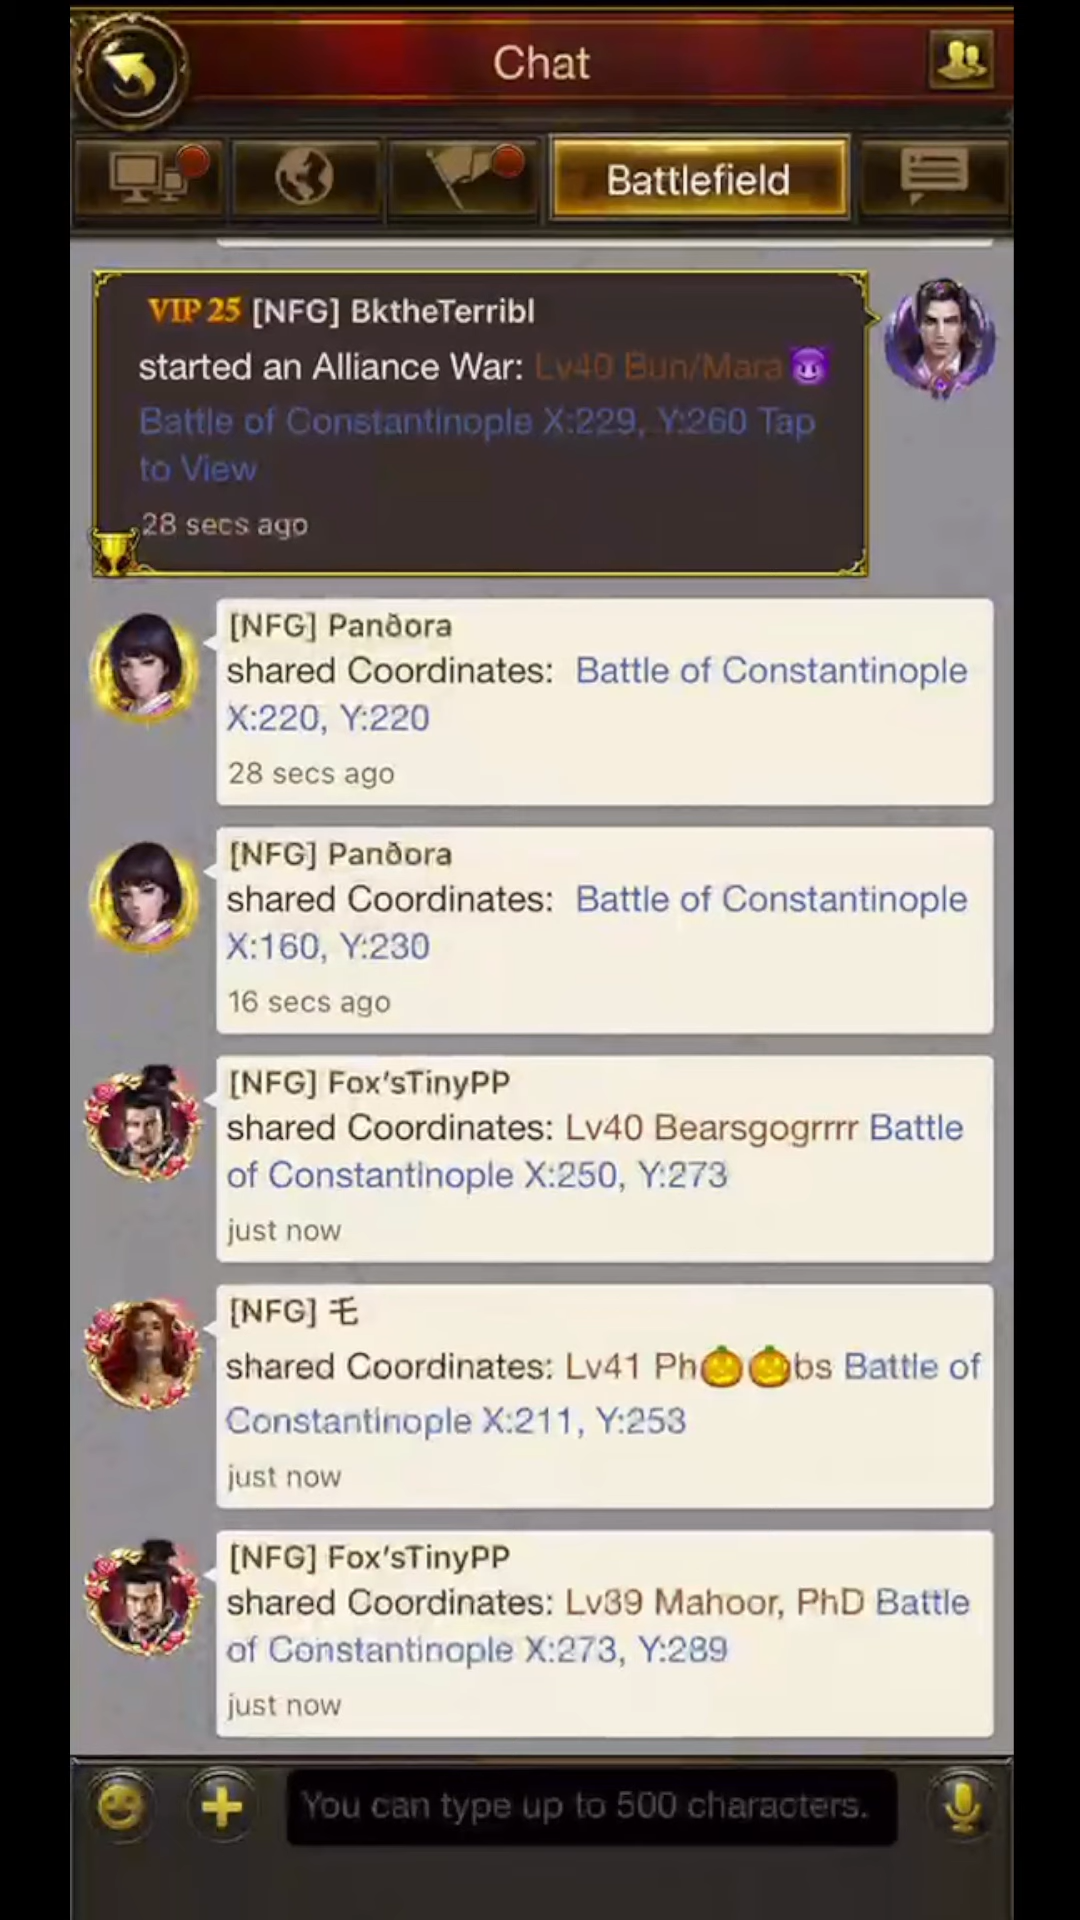 Chat
Battlefield
VIP 25 [NFG] BktheTerribl
started an Alliance War: Lv40 Bun/Mara😈
Battle of Constantinople X:229, Y:260 Tap
to View
28 secs ago
[NFG] Panðora
shared Coordinates: Battle of Constantinople
X:220, Y:220
28 secs ago
[NFG] Panðora
shared Coordinates: Battle of Constantinople
X:160, Y:230
16 secs ago
[NFG] Fox'sTinyPP
shared Coordinates: Lv40 Bearsgogrrrr Battle
of Constantinople X:250, Y:273
just now
[NFG] 乇
shared Coordinates: Lv41 Ph🎃🎃bs Battle of
Constantinople X:211, Y:253
just now
[NFG] Fox'sTinyPP
shared Coordinates: Lv39 Mahoor, PhD Battle
of Constantinople X:273, Y:289
just now
You can type up to 500 characters.